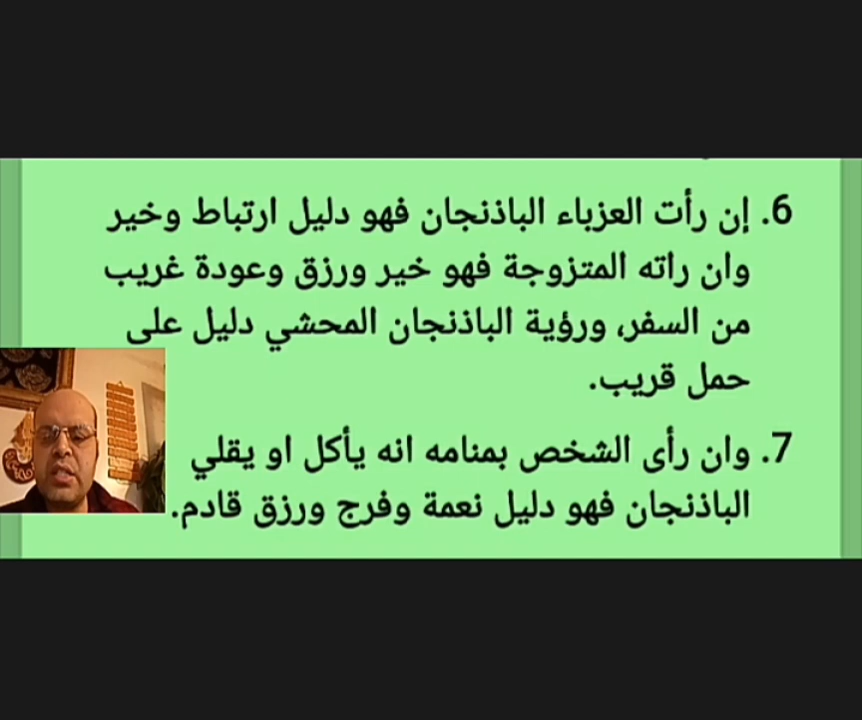 6. إن رأت العزباء الباذنجان فهو دليل ارتباط وخير
وان راته المتزوجة فهو خير ورزق وعودة غريب
من السفر، ورؤية الباذنجان المحشي دليل على
حمل قريب.
7. وان رأى الشخص بمنامه انه يأكل او يقلي
الباذنجان فهو دليل نعمة وفرج ورزق قادم.